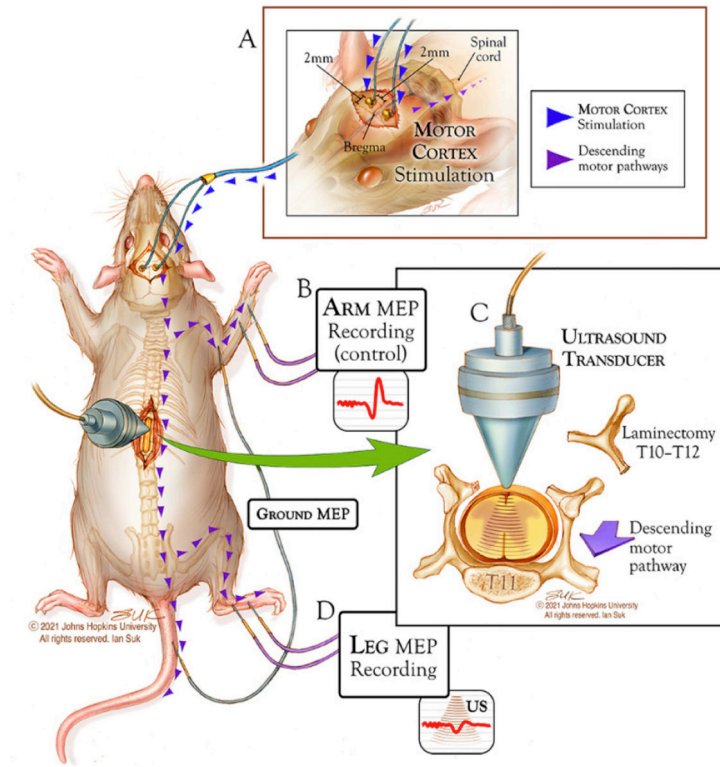 A
2mm
2mm
Spinal
cord
Bregma
MOTOR
CORTEX
Stimulation
SUK
MOTOR CORTEX
Stimulation
Descending
motor pathways
B
ARM MEP
Recording
(control)
C
ULTRASOUND
TRANSDUCER
Laminectomy
T10–T12
Descending
motor
pathway
T11
SUK
© 2021 Johns Hopkins University
All rights reserved. Ian Suk
GROUND MEP
SUK
© 2021 Johns Hopkins University
All rights reserved. Ian Suk
D
LEG MEP
Recording
US